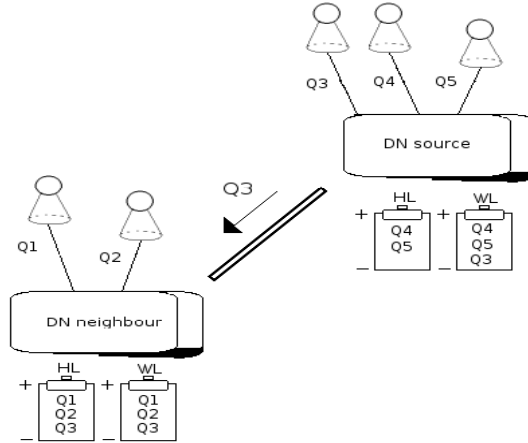 Q3
Q4
Q5
DN source
HL
WL
+
Q4
Q5
–
+
Q4
Q5
Q3
–
Q3
Q1
Q2
DN neighbour
HL
WL
+
Q1
Q2
Q3
–
+
Q1
Q2
Q3
–